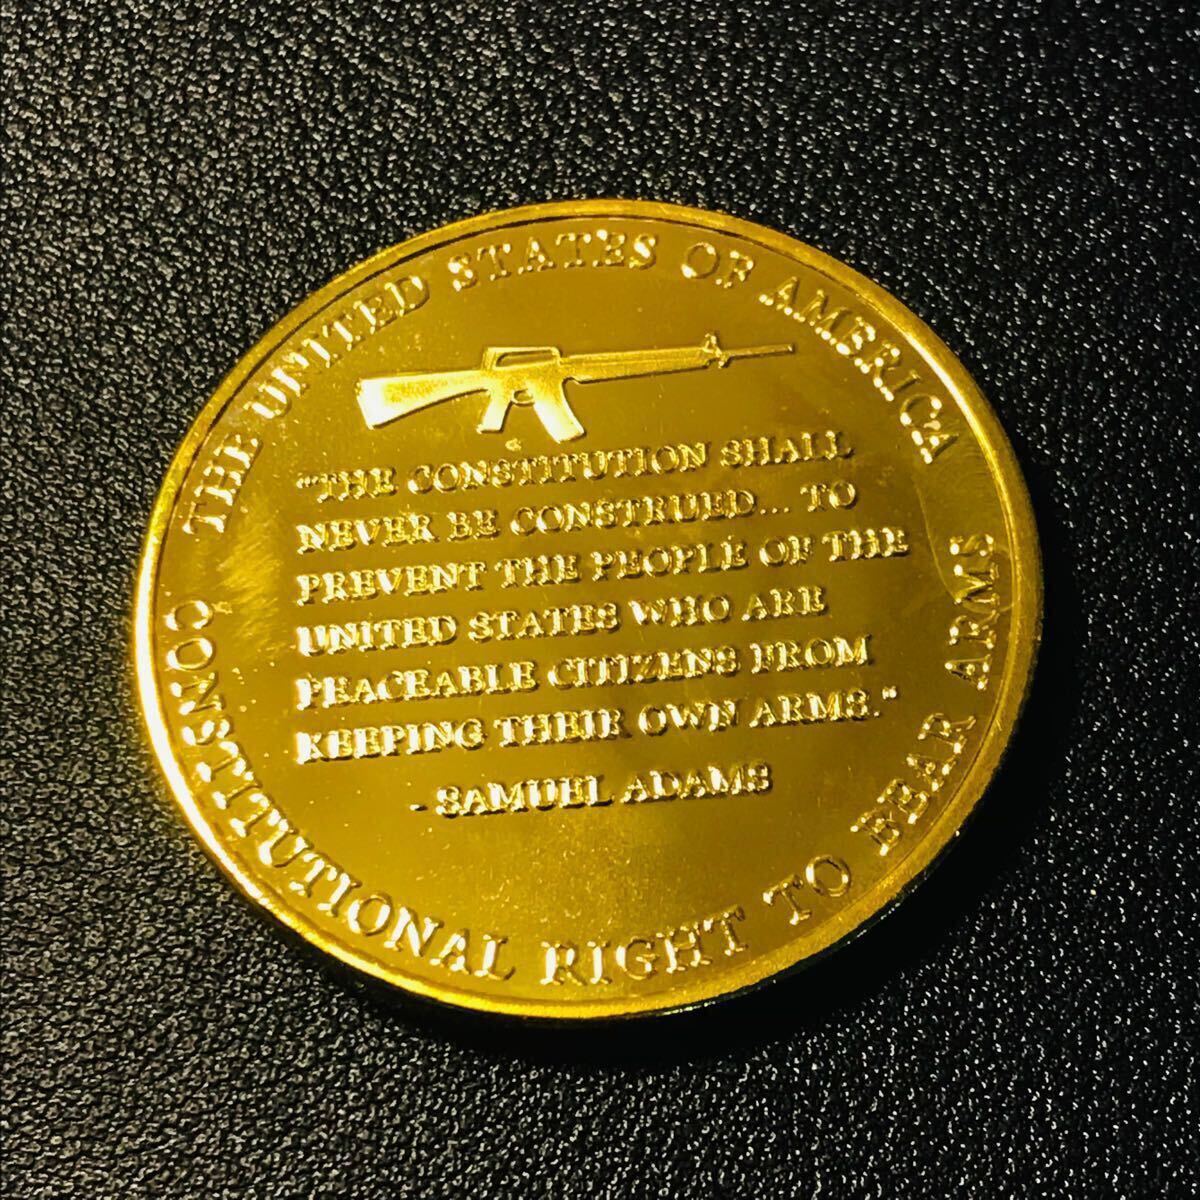 THE UNITED STATES OF AMERICA
"THE CONSTITUTION SHALL
NEVER BE CONSTRUED... TO
PREVENT THE PEOPLE OF THE
UNITED STATES WHO ARE
PEACEABLE CITIZENS FROM
KEEPING THEIR OWN ARMS."
- SAMUEL ADAMS
CONSTITUTIONAL RIGHT TO BEAR ARMS